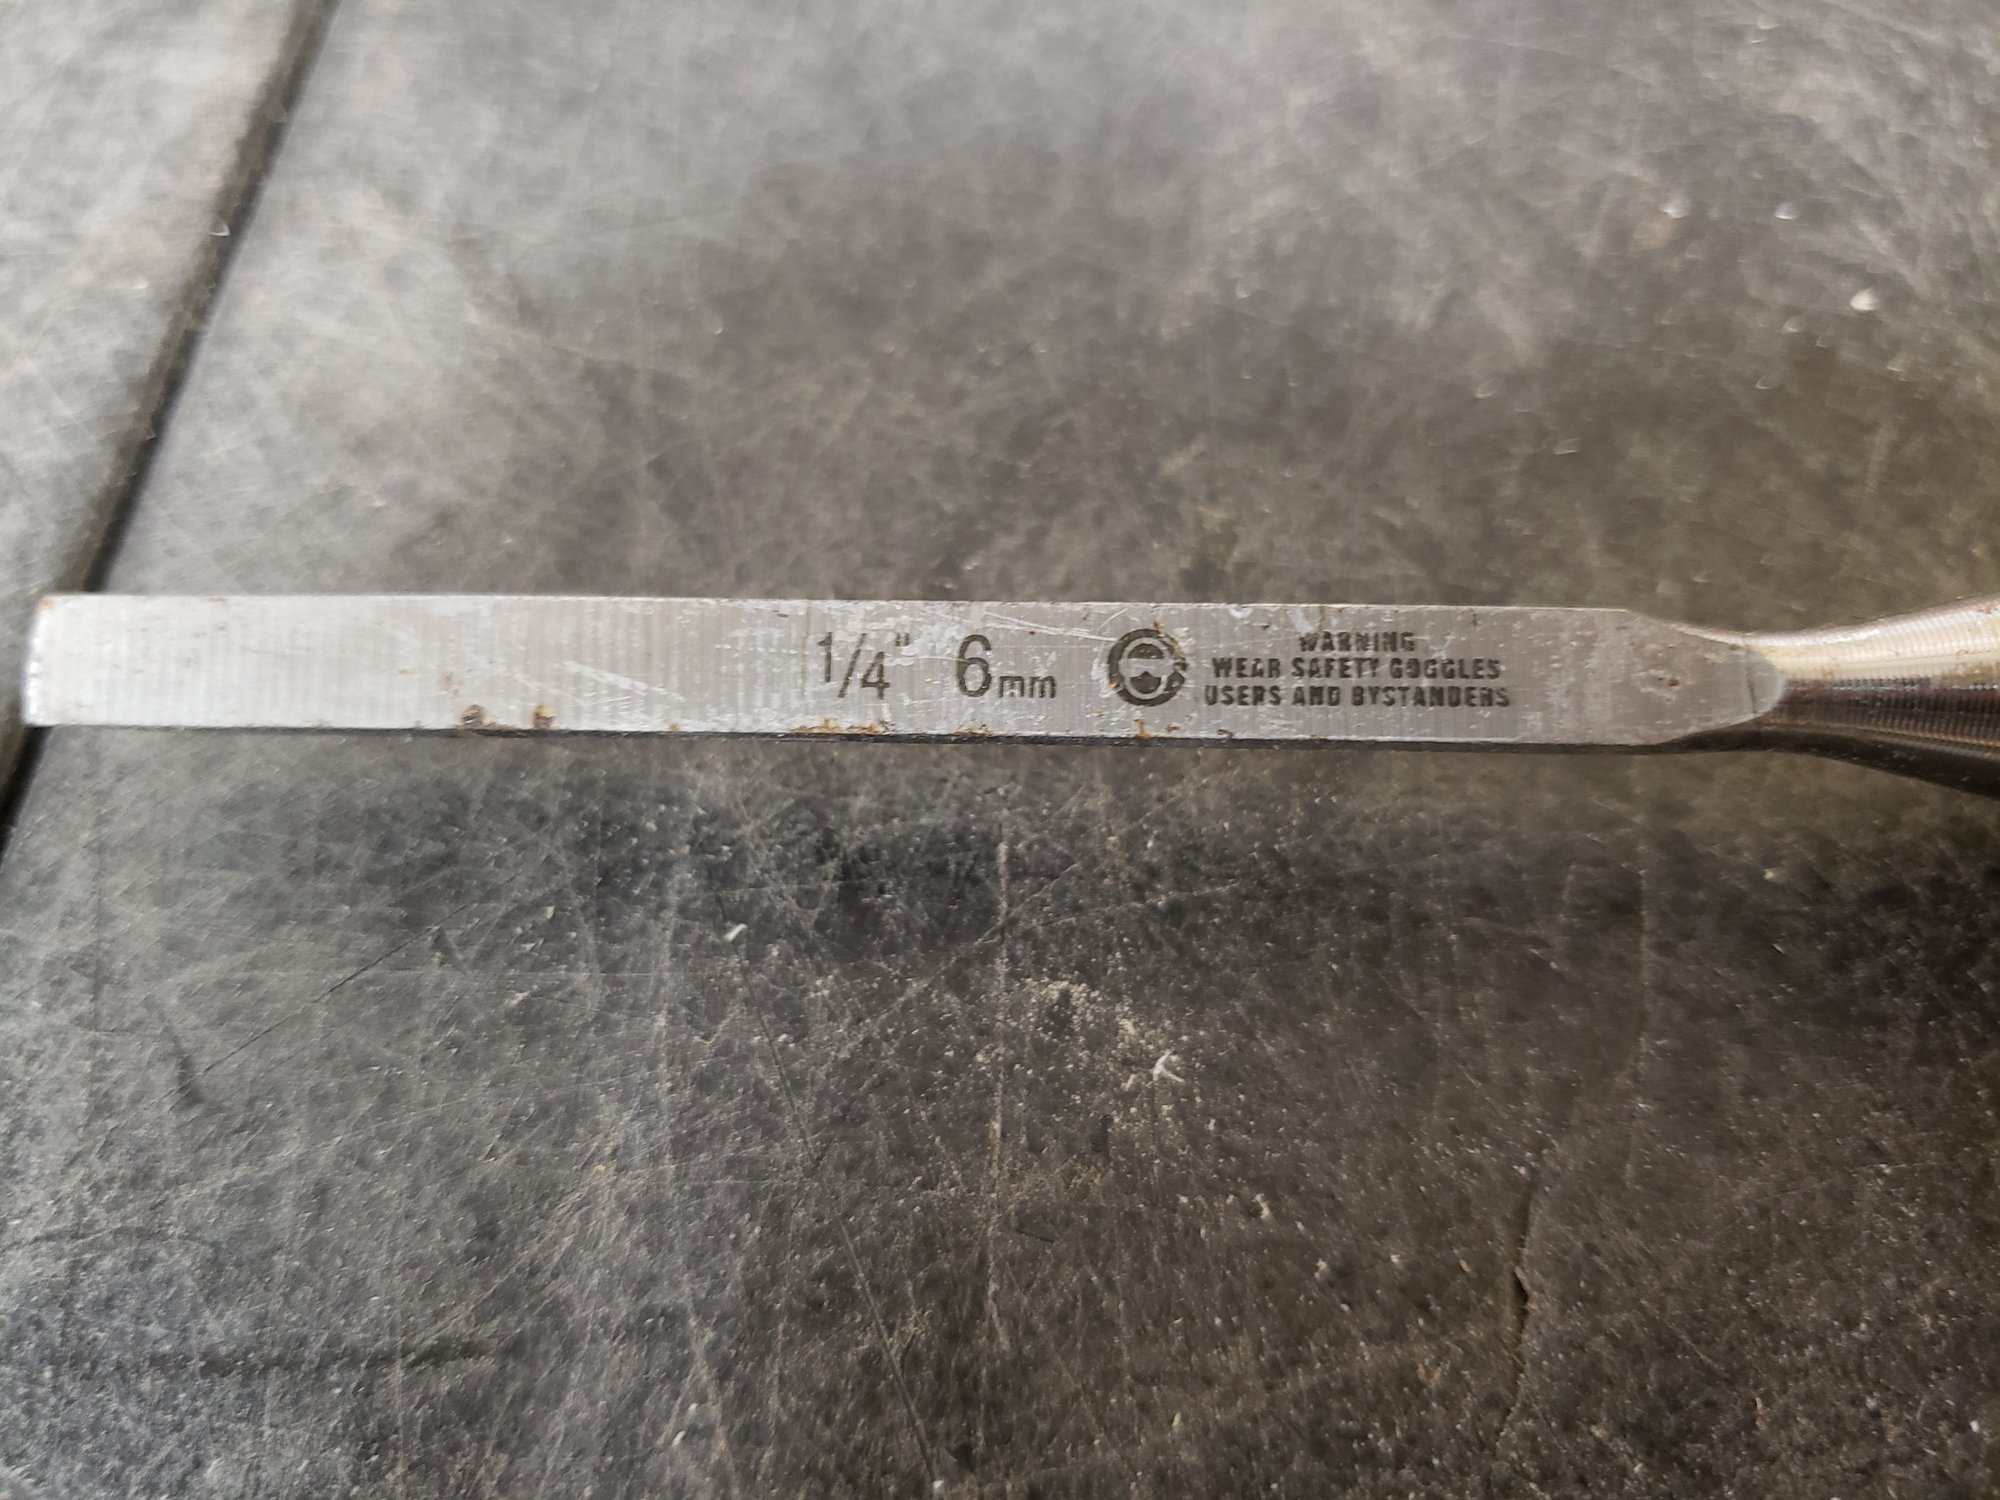 1/4" 6mm
WARNING
WEAR SAFETY GOGGLES
USERS AND BYSTANDERS